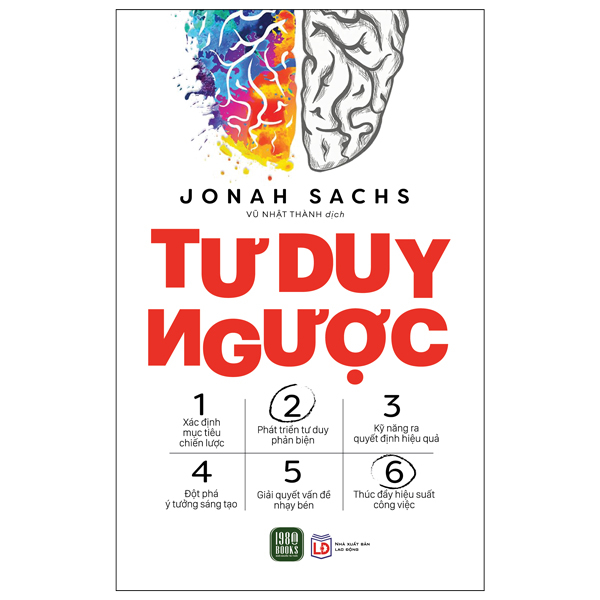 JONAH SACHS
VŨ NHẬT THÀNH dịch
TƯ DUY
NGƯỢC
1
Xác định
mục tiêu
chiến lược
2
Phát triển tư duy
phản biện
3
Kỹ năng ra
quyết định hiệu quả
4
Đột phá
ý tưởng sáng tạo
5
Giải quyết vấn đề
nhạy bén
6
Thúc đẩy hiệu suất
công việc
1980
BOOKS
LĐ
NHÀ XUẤT BẢN
LAO ĐỘNG